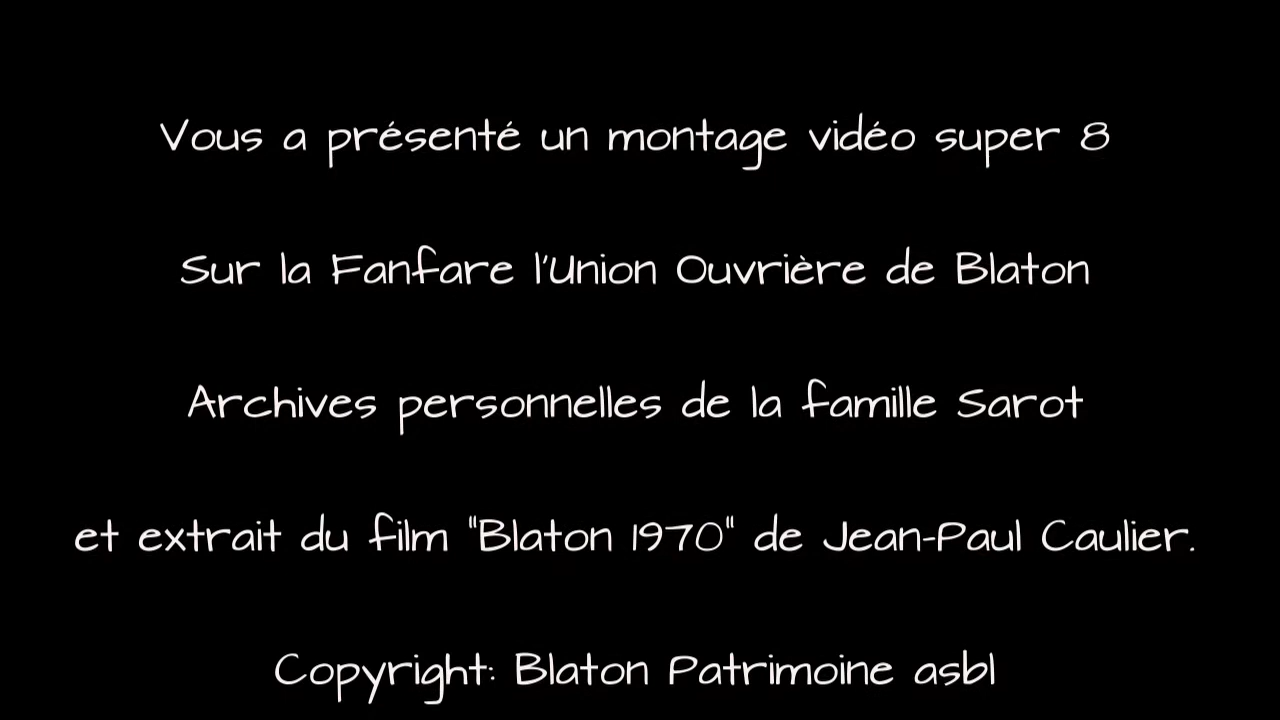 Vous a présenté un montage vidéo super 8
Sur la Fanfare l'Union Ouvrière de Blaton
Archives personnelles de la famille Sarot
et extrait du film "Blaton 1970" de Jean-Paul Caulier.
Copyright: Blaton Patrimoine asbl